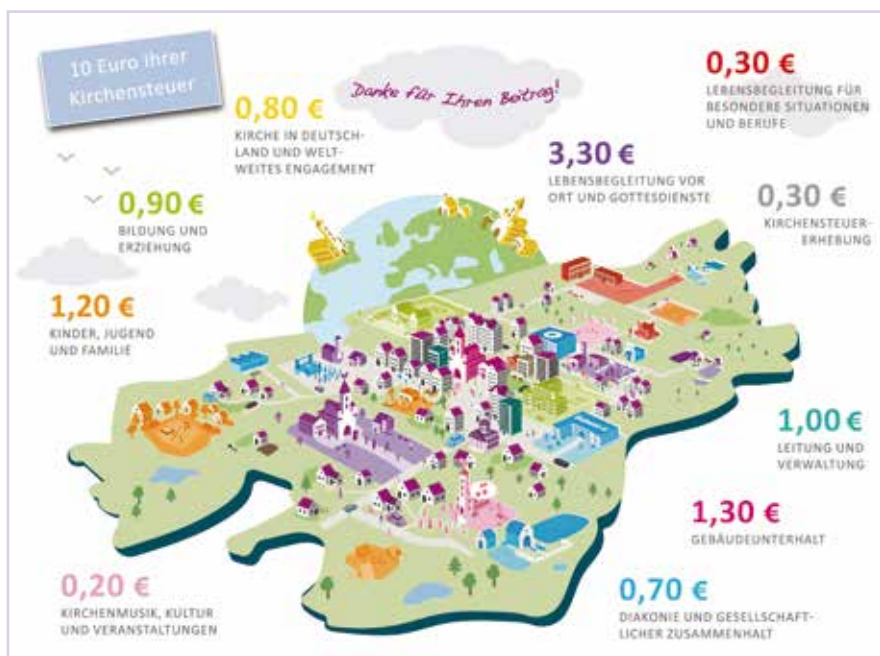 10 Euro ihrer
Kirchensteuer
Danke für Ihren Beitrag!
0,80 €
KIRCHE IN DEUTSCH-
LAND UND WELT-
WEITES ENGAGEMENT
0,30 €
LEBENSBEGLEITUNG FÜR
BESONDERE SITUATIONEN
UND BERUFE
3,30 €
LEBENSBEGLEITUNG VOR
ORT UND GOTTESDIENSTE
0,90 €
BILDUNG UND
ERZIEHUNG
0,30 €
KIRCHENSTEUER-
ERHEBUNG
1,20 €
KINDER, JUGEND
UND FAMILIE
1,00 €
LEITUNG UND
VERWALTUNG
1,30 €
GEBÄUDEUNTERHALT
0,20 €
KIRCHENMUSIK, KULTUR
UND VERANSTALTUNGEN
0,70 €
DIAKONIE UND GESELLSCHAFT-
LICHER ZUSAMMENHALT